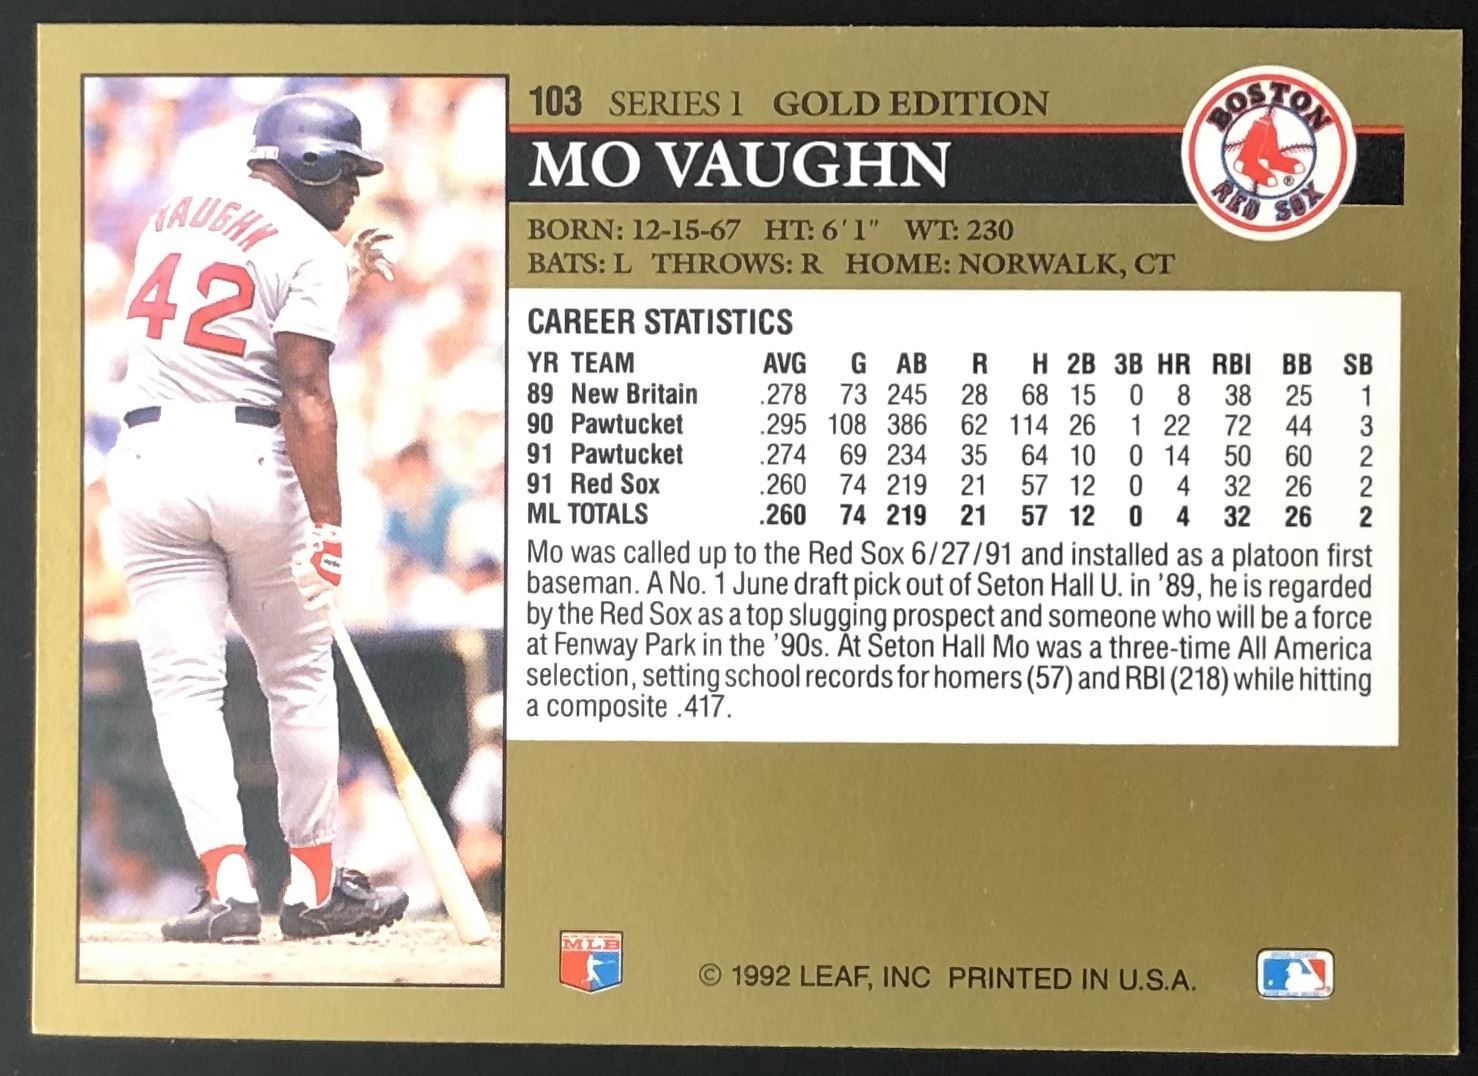 103 SERIES 1 GOLD EDITION
MO VAUGHN
BOSTON
RED SOX
®
BORN: 12-15-67 HT: 6'1" WT: 230
BATS: L THROWS: R HOME: NORWALK, CT
VAUGHN
42
CAREER STATISTICS
YR TEAM AVG G AB R H 2B 3B HR RBI BB SB
89 New Britain .278 73 245 28 68 15 0 8 38 25 1
90 Pawtucket .295 108 386 62 114 26 1 22 72 44 3
91 Pawtucket .274 69 234 35 64 10 0 14 50 60 2
91 Red Sox .260 74 219 21 57 12 0 4 32 26 2
ML TOTALS .260 74 219 21 57 12 0 4 32 26 2
Mo was called up to the Red Sox 6/27/91 and installed as a platoon first
baseman. A No. 1 June draft pick out of Seton Hall U. in '89, he is regarded
by the Red Sox as a top slugging prospect and someone who will be a force
at Fenway Park in the '90s. At Seton Hall Mo was a three-time All America
selection, setting school records for homers (57) and RBI (218) while hitting
a composite .417.
MLB
© 1992 LEAF, INC PRINTED IN U.S.A.